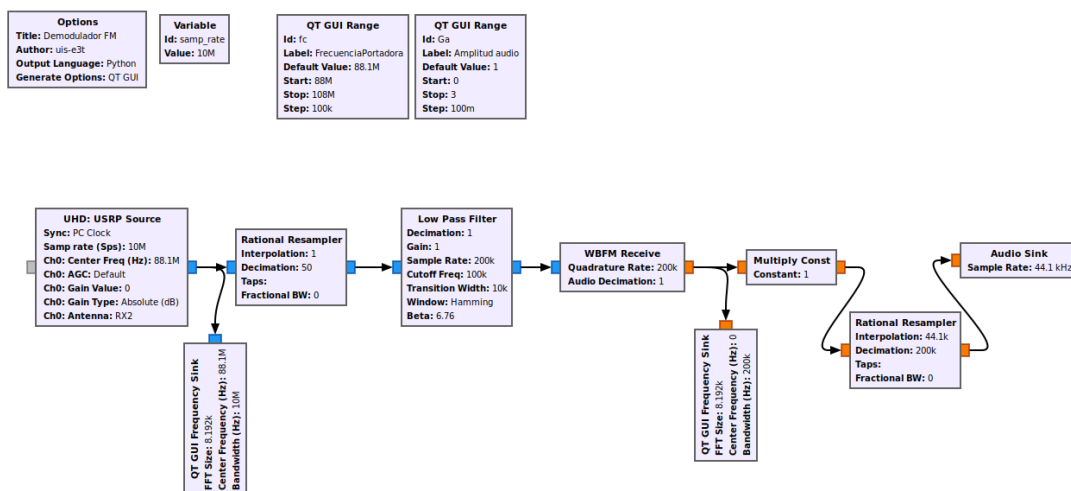 Options
Title: Demodulador FM
Author: uis-e3t
Output Language: Python
Generate Options: QT GUI
Variable
Id: samp_rate
Value: 10M
QT GUI Range
Id: fc
Label: FrecuenciaPortadora
Default Value: 88.1M
Start: 88M
Stop: 108M
Step: 100k
QT GUI Range
Id: Ga
Label: Amplitud audio
Default Value: 1
Start: 0
Stop: 3
Step: 100m
UHD: USRP Source
Sync: PC Clock
Samp rate (Sps): 10M
Ch0: Center Freq (Hz): 88.1M
Ch0: AGC: Default
Ch0: Gain Value: 0
Ch0: Gain Type: Absolute (dB)
Ch0: Antenna: RX2
Rational Resampler
Interpolation: 1
Decimation: 50
Taps:
Fractional BW: 0
Low Pass Filter
Decimation: 1
Gain: 1
Sample Rate: 200k
Cutoff Freq: 100k
Transition Width: 10k
Window: Hamming
Beta: 6.76
WBFM Receive
Quadrature Rate: 200k
Audio Decimation: 1
Multiply Const
Constant: 1
Audio Sink
Sample Rate: 44.1 kHz
Rational Resampler
Interpolation: 44.1k
Decimation: 200k
Taps:
Fractional BW: 0
QT GUI Frequency Sink
FFT Size: 8.192k
Center Frequency (Hz): 88.1M
Bandwidth (Hz): 10M
QT GUI Frequency Sink
FFT Size: 8.192k
Center Frequency (Hz): 0
Bandwidth (Hz): 200k